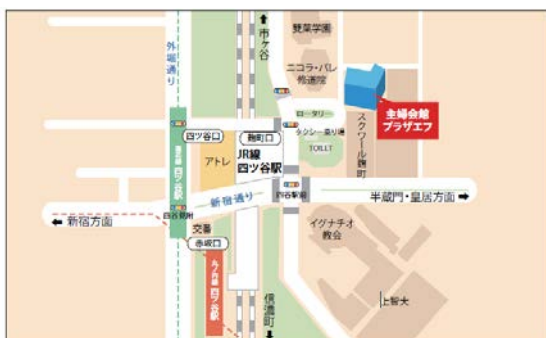 外堀通り
市ヶ谷
雙葉学園
ニコラ・バレ
修道院
主婦会館
プラザエフ
ロータリー
タクシー乗り場
TOILET
スクワール麹町
四ツ谷口
麹町口
アトレ
JR線
四ツ谷駅
南北線 四ツ谷駅
四谷見附
新宿通り
四谷駅前
半蔵門・皇居方面
新宿方面
交番
赤坂口
丸ノ内線 四ツ谷駅
イグナチオ
教会
上智大
信濃町